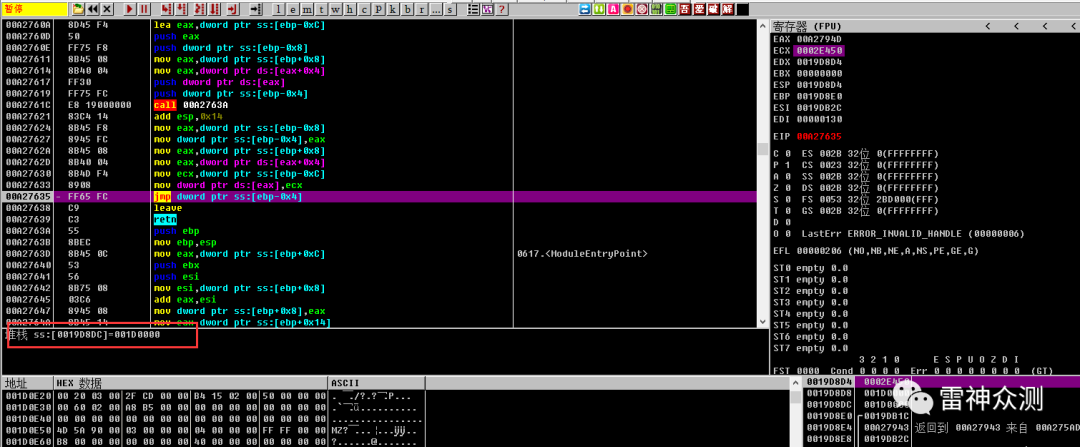 暂停 l e m t w h c P k b r ... s
00A2760A 8D45 F4 lea eax,dword ptr ss:[ebp-0xC]
00A2760D 50 push eax
00A2760E FF75 F8 push dword ptr ss:[ebp-0x8]
00A27611 8B45 08 mov eax,dword ptr ss:[ebp+0x8]
00A27614 8B40 04 mov eax,dword ptr ds:[eax+0x4]
00A27617 FF30 push dword ptr ds:[eax]
00A27619 FF75 FC push dword ptr ss:[ebp-0x4]
00A2761C E8 19000000 call 00A2763A
00A27621 83C4 14 add esp,0x14
00A27624 8B45 F8 mov eax,dword ptr ss:[ebp-0x8]
00A27627 8945 FC mov dword ptr ss:[ebp-0x4],eax
00A2762A 8B45 08 mov eax,dword ptr ss:[ebp+0x8]
00A2762D 8B40 04 mov eax,dword ptr ds:[eax+0x4]
00A27630 8B4D F4 mov ecx,dword ptr ss:[ebp-0xC]
00A27633 8908 mov dword ptr ds:[eax],ecx
00A27635 - FF65 FC jmp dword ptr ss:[ebp-0x4]
00A27638 C9 leave
00A27639 C3 retn
00A2763A 55 push ebp
00A2763B 8BEC mov ebp,esp
00A2763D 8B45 0C mov eax,dword ptr ss:[ebp+0xC] 0617.<ModuleEntryPoint>
00A27640 53 push ebx
00A27641 56 push esi
00A27642 8B75 08 mov esi,dword ptr ss:[ebp+0x8]
00A27645 03C6 add eax,esi
00A27647 8945 08 mov dword ptr ss:[ebp+0x8],eax
00A2764A 8B45 14 mov eax,dword ptr ss:[ebp+0x14]
堆栈 ss:[0019D8DC]=001D0000
寄存器 (FPU) < < < <
EAX 00A2794D
ECX 0002E450
EDX 0019D8D4
EBX 00000000
ESP 0019D8D4
EBP 0019D8E0
ESI 0019DB2C
EDI 00000130
EIP 00A27635
C 0 ES 002B 32位 0(FFFFFFFF)
P 1 CS 0023 32位 0(FFFFFFFF)
A 0 SS 002B 32位 0(FFFFFFFF)
Z 0 DS 002B 32位 0(FFFFFFFF)
S 0 FS 0053 32位 2BD000(FFF)
T 0 GS 002B 32位 0(FFFFFFFF)
D 0
O 0 LastErr ERROR_INVALID_HANDLE (00000006)
EFL 00000206 (NO,NB,NE,A,NS,PE,GE,G)
ST0 empty 0.0
ST1 empty 0.0
ST2 empty 0.0
ST3 empty 0.0
ST4 empty 0.0
ST5 empty 0.0
ST6 empty 0.0
ST7 empty 0.0
3 2 1 0 E S P U O Z D I
FST 0000 Cond 0 0 0 0 Err 0 0 0 0 0 0 0 0 (GT)
地址 HEX 数据 ASCII
001D0E20 00 20 03 00 2F CD 00 00 B4 15 02 00 50 00 00 00
001D0E30 00 60 02 00 A8 B5 00 00 00 00 00 00 00 00 00 00
001D0E40 00 00 00 00 00 00 00 00 00 00 00 00 00 00 00 00
001D0E50 4D 5A 90 00 03 00 00 00 04 00 00 00 FF FF 00 00
001D0E60 B8 00 00 00 00 00 00 00 40 00 00 00 00 00 00 00
0019D8D4 0002E450
0019D8D8
0019D8DC
0019D8E0 0019DB1C
0019D8E4 00A27943 返回到 00A27943 来自 00A275AD
0019D8E8 0019DB2C
雷神众测